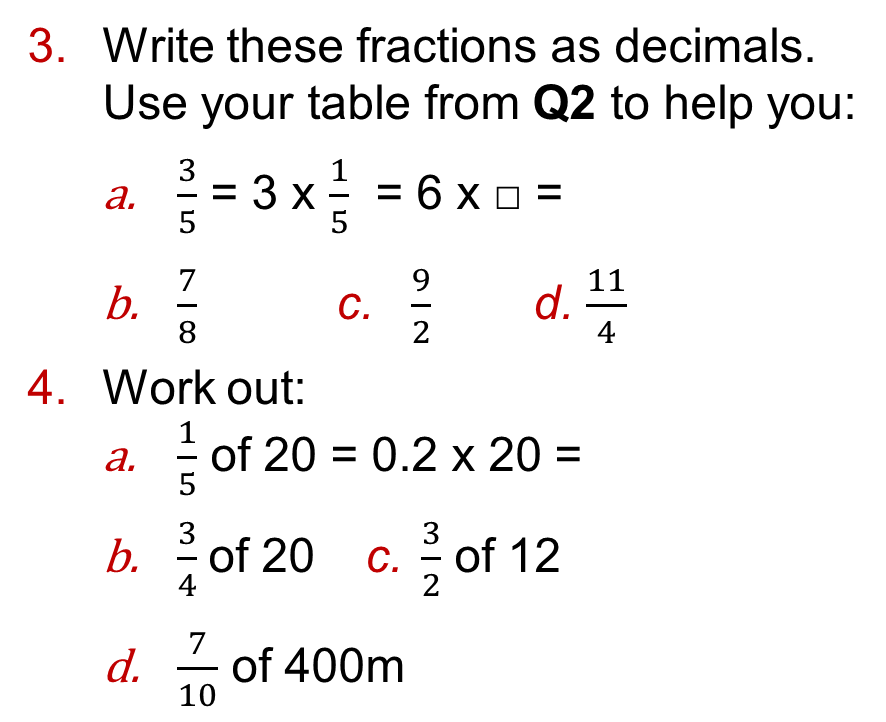 3. Write these fractions as decimals.
Use your table from Q2 to help you:
a. 3/5 = 3 x 1/5 = 6 x □ =
b. 7/8 c. 9/2 d. 11/4
4. Work out:
a. 1/5 of 20 = 0.2 x 20 =
b. 3/4 of 20 c. 3/2 of 12
d. 7/10 of 400m